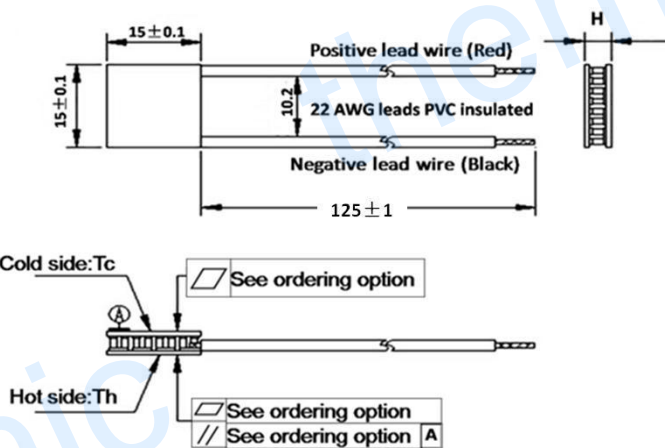 15±0.1
H
Positive lead wire (Red)
15±0.1
10.2
22 AWG leads PVC insulated
Negative lead wire (Black)
125±1
Cold side:Tc
See ordering option
A
Hot side:Th
See ordering option
// See ordering option A